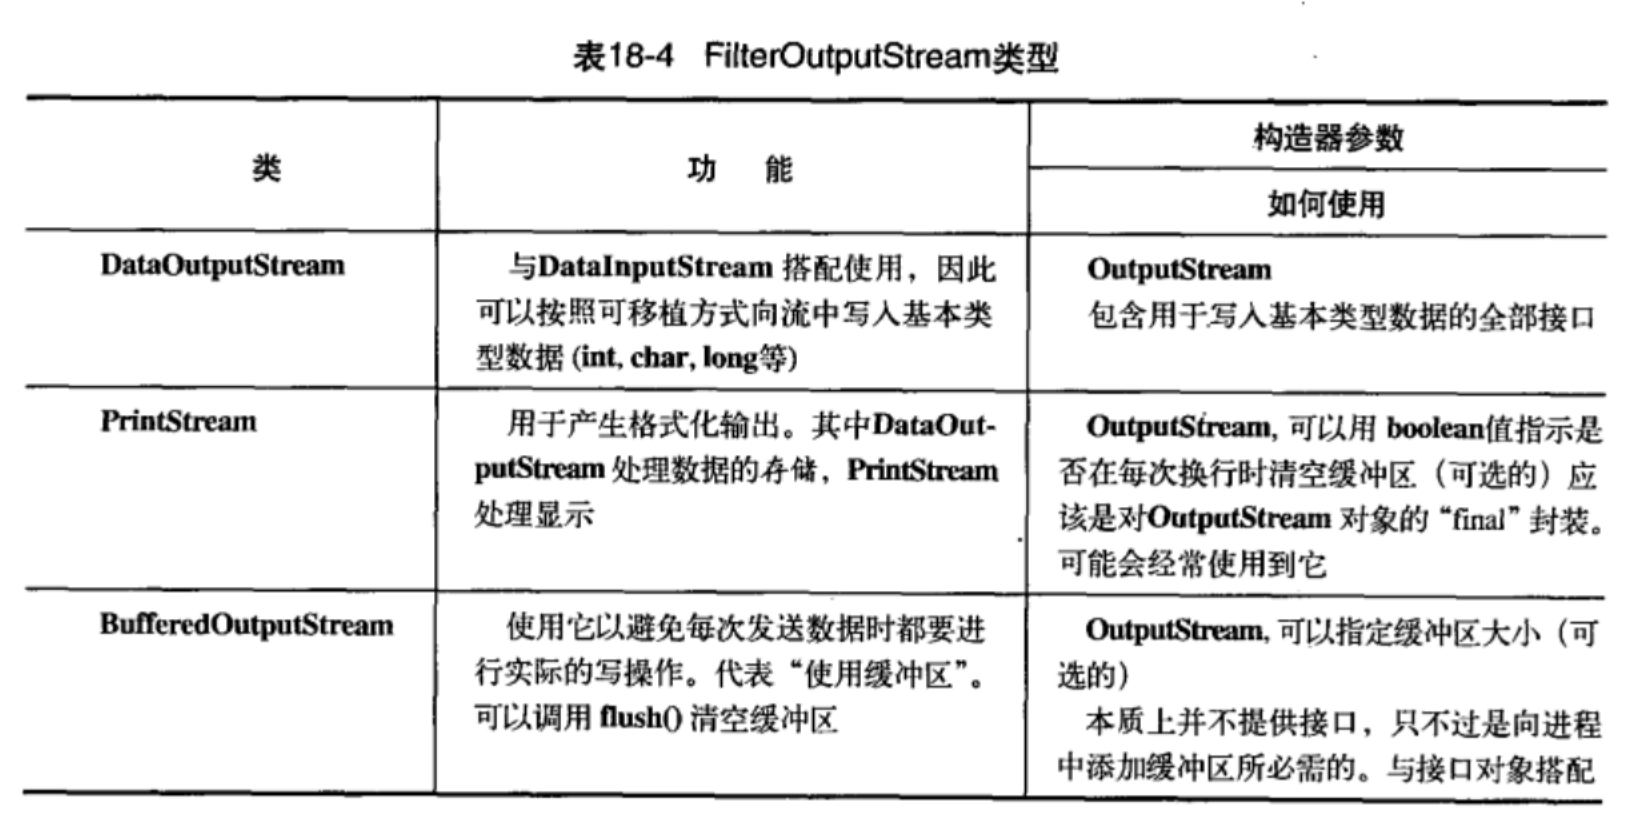 表18-4 FilterOutputStream类型
类
功 能
构造器参数
如何使用
DataOutputStream
与DataInputStream 搭配使用，因此
可以按照可移植方式向流中写入基本类
型数据 (int, char, long等)
OutputStream
包含用于写入基本类型数据的全部接口
PrintStream
用于产生格式化输出。其中DataOut-
putStream 处理数据的存储，PrintStream
处理显示
OutputStream, 可以用 boolean值指示是
否在每次换行时清空缓冲区（可选的）应
该是对OutputStream 对象的“final”封装。
可能会经常使用到它
BufferedOutputStream
使用它以避免每次发送数据时都要进
行实际的写操作。代表“使用缓冲区”。
可以调用 flush() 清空缓冲区
OutputStream, 可以指定缓冲区大小（可
选的）
本质上并不提供接口，只不过是向进程
中添加缓冲区所必需的。与接口对象搭配